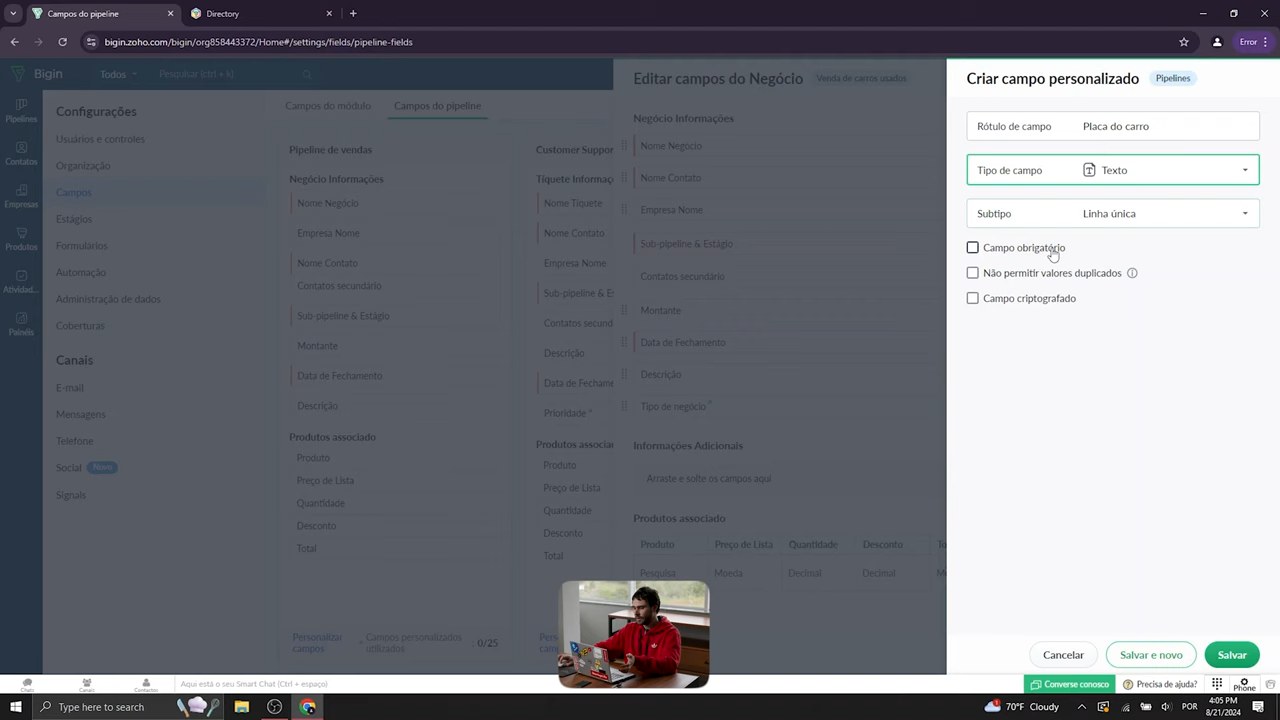 Campos do pipeline
Directory
bigin.zoho.com/bigin/org858444372/Home#/settings/fields/pipeline-fields
Error
Bigin
Todos
Pesquisar (ctrl + k)
Pipelines
Contatos
Empresas
Produtos
Atividad...
Painéis
Configurações
Usuários e controles
Organização
Campos
Estágios
Formulários
Automação
Administração de dados
Coberturas
Canais
E-mail
Mensagens
Telefone
Social Novo
Signals
Campos do módulo
Campos do pipeline
Pipeline de vendas
Negócio Informações
Nome Negócio
Empresa Nome
Nome Contato
Contatos secundário
Sub-pipeline & Estágio
Montante
Data de Fechamento
Descrição
Produtos associado
Produto
Preço de Lista
Quantidade
Desconto
Total
Personalizar campos
Campos personalizados utilizados : 0/25
Customer Suppor
Tíquete Informaç
Nome Tíquete
Nome Contato
Empresa Nome
Sub-pipeline & E
Contatos secund
Descrição
Data de Fechame
Prioridade *
Produtos associa
Produto
Preço de Lista
Quantidade
Desconto
Total
Editar campos do Negócio
Venda de carros usados
Negócio Informações
Nome Negócio
Nome Contato
Empresa Nome
Sub-pipeline & Estágio
Contatos secundário
Montante
Data de Fechamento
Descrição
Tipo de negócio *
Informações Adicionais
Arraste e solte os campos aqui
Produtos associado
Produto Preço de Lista Quantidade Desconto To
Pesquisa Moeda Decimal Decimal M
Criar campo personalizado
Pipelines
Rótulo de campo Placa do carro
Tipo de campo Texto
Subtipo Linha única
Campo obrigatório
Não permitir valores duplicados
Campo criptografado
Cancelar
Salvar e novo
Salvar
Chats
Canais
Contactos
Aqui está o seu Smart Chat (Ctrl + espaço)
Converse conosco
Precisa de ajuda?
Phone
Type here to search
70°F Cloudy
POR
4:05 PM
8/21/2024